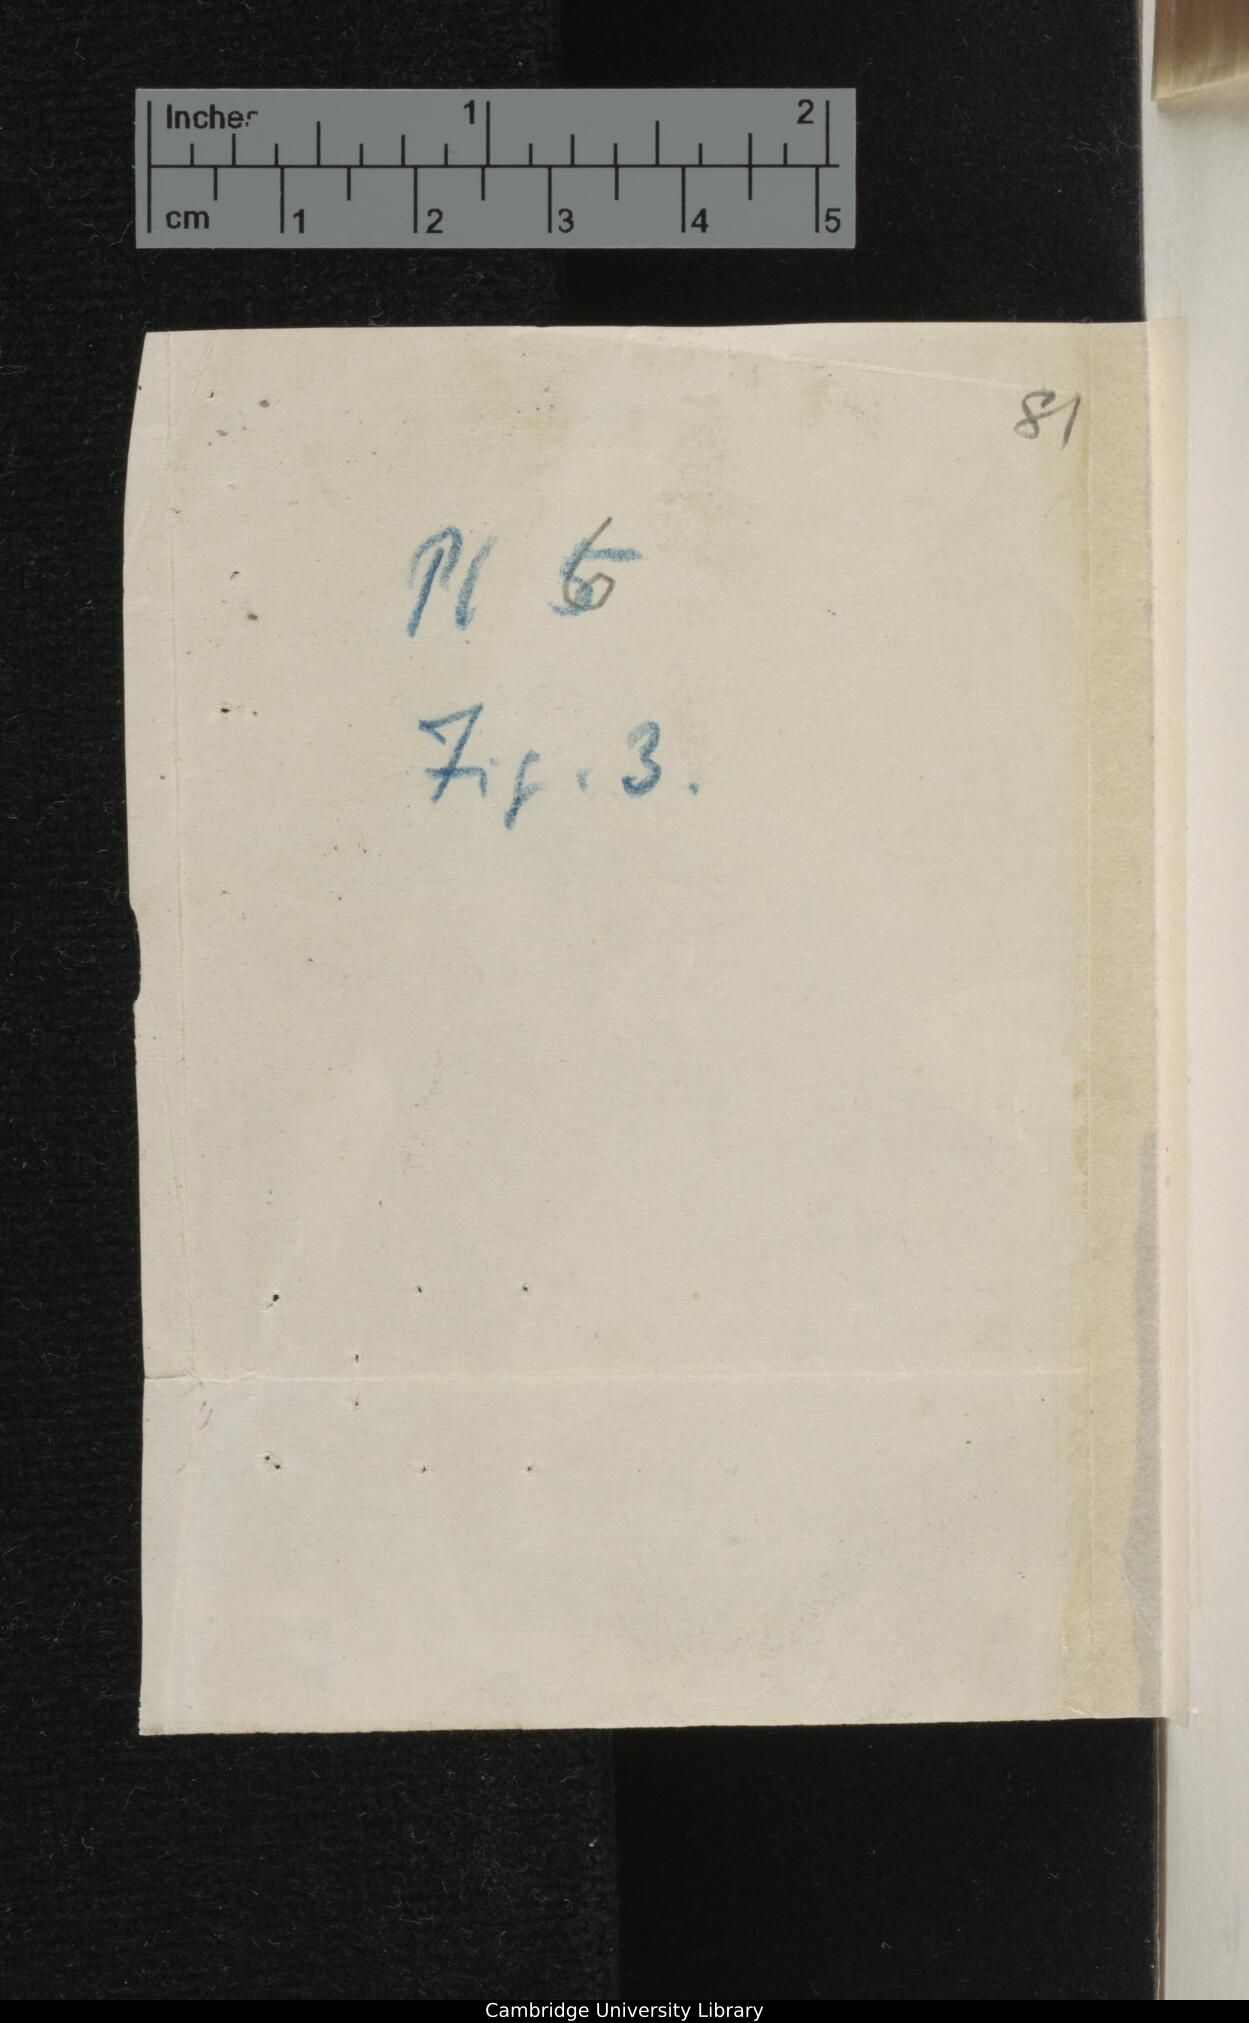 Inches 1 2
cm 1 2 3 4 5
81
Pl 6
Fig. 3.
Cambridge University Library